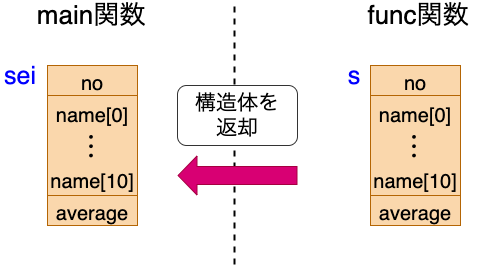 main関数
func関数
sei
no
name[0]
⋮
name[10]
average
構造体を
返却
s
no
name[0]
⋮
name[10]
average